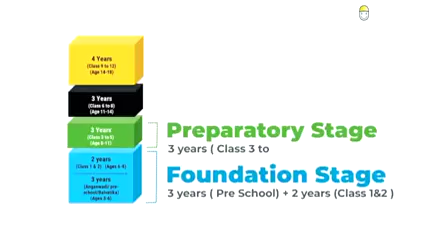 4 Years
(Class 9 to 12)
(Age 14-18)
3 Years
(Class 6 to 8)
(Age 11-14)
3 Years
(Class 3 to 5)
(Age 8-11)
2 years
(Class 1 & 2) (Ages 6-8)
3 years
(Anganwadi pre-
school/Balvatika)
(Ages 3-6)
Preparatory Stage
3 years ( Class 3 to
Foundation Stage
3 years ( Pre School) + 2 years (Class 1&2 )